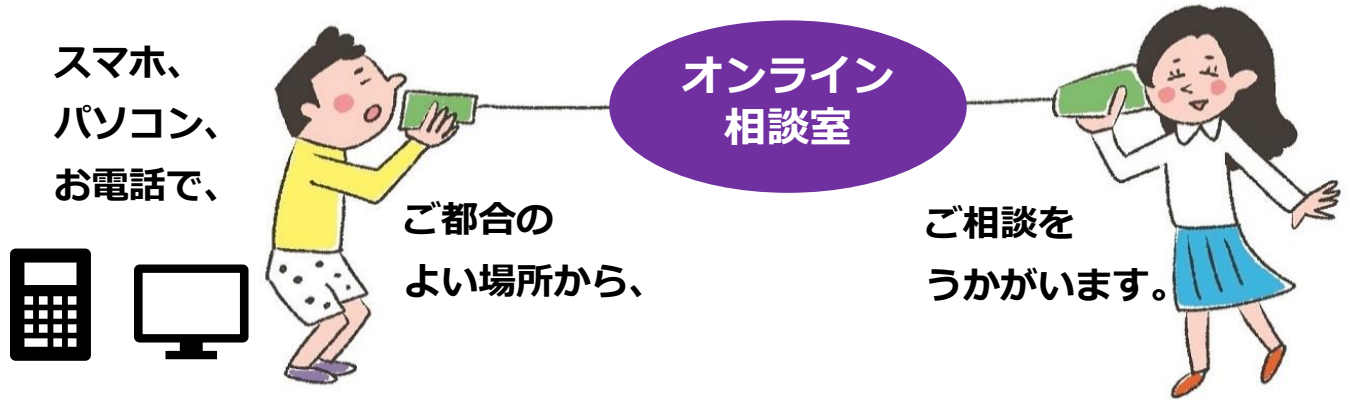 スマホ、
パソコン、
お電話で、
ご都合の
よい場所から、
オンライン
相談室
ご相談を
うかがいます。